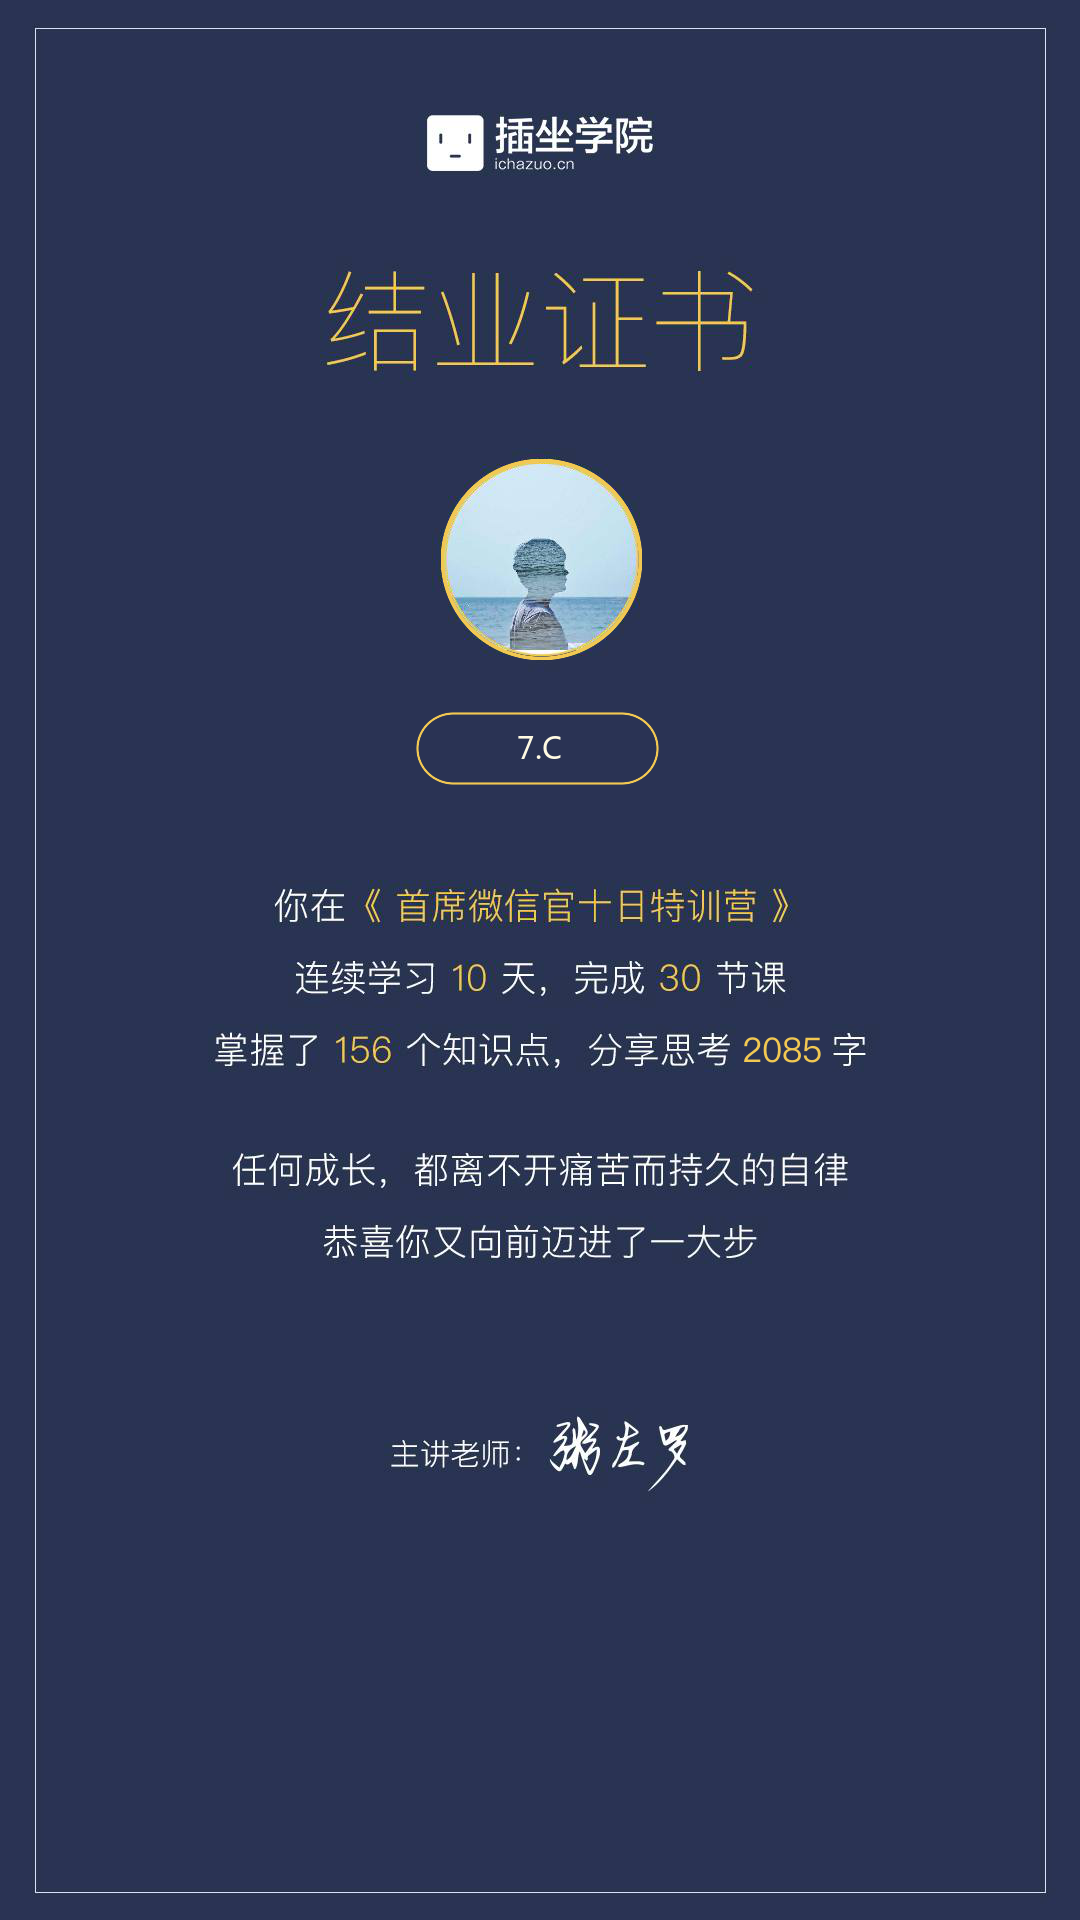 插坐学院
ichazuo.cn
结业证书
7.C
你在《 首席微信官十日特训营 》
连续学习 10 天，完成 30 节课
掌握了 156 个知识点，分享思考 2085 字
任何成长，都离不开痛苦而持久的自律
恭喜你又向前迈进了一大步
主讲老师：粥左罗